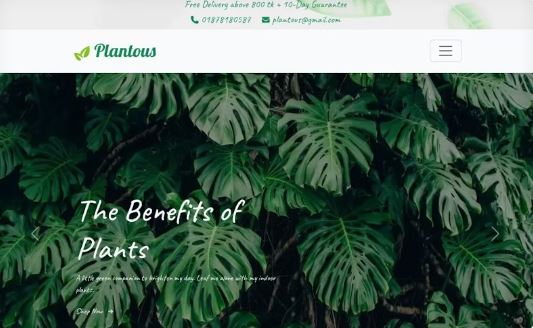 Free Delivery above 800 tk + 10-Day Guarantee
01878180587 plantous@gmail.com
Plantous
The Benefits of
Plants
A little green companion to brighten my day. Leaf me alone with my indoor
plants.
Shop Now